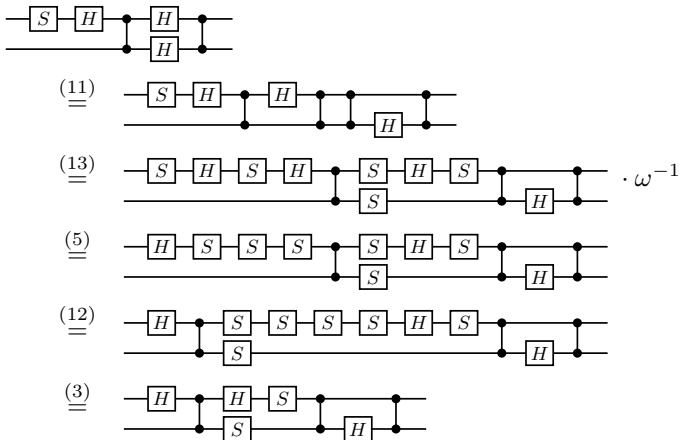 S H H
H
(11) = S H H
H
(13) = S H S H S H S · ω⁻¹
S H
(5) = H S S S S H S
S H
(12) = H S S S S H S
S H
(3) = H H S
S H